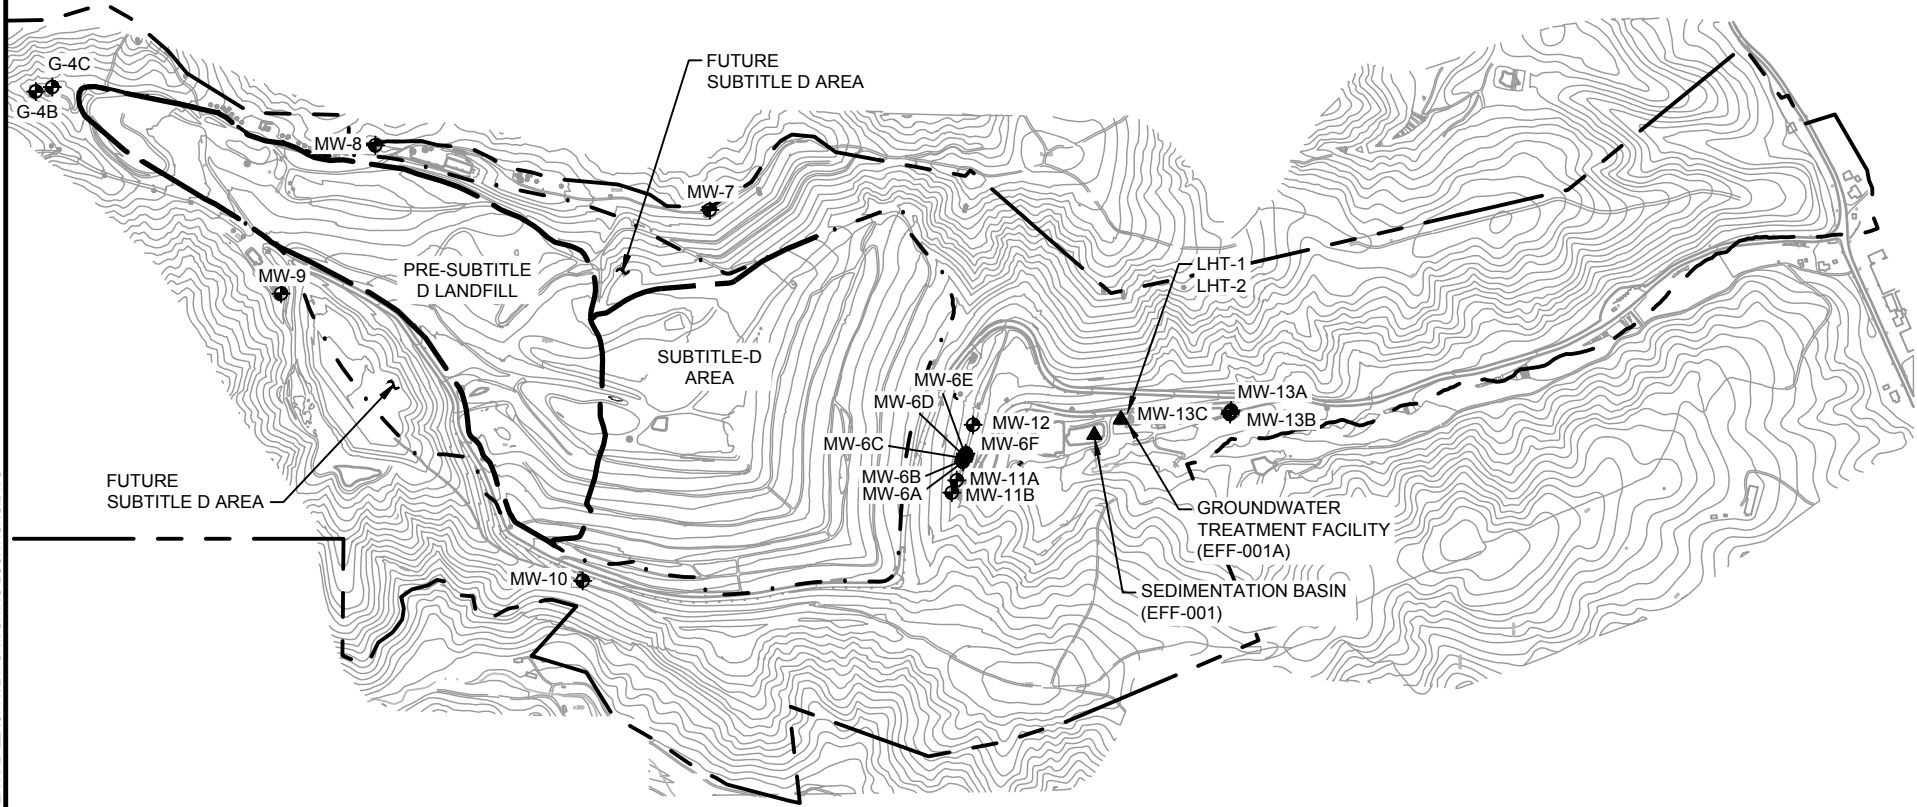 G-4C
G-4B
FUTURE
SUBTITLE D AREA
MW-8
MW-7
MW-9
PRE-SUBTITLE
D LANDFILL
LHT-1
LHT-2
SUBTITLE-D
AREA
MW-6E
MW-6D
MW-13A
MW-13C
MW-13B
MW-12
MW-6C
MW-6F
MW-6B
MW-11A
MW-6A
MW-11B
FUTURE
SUBTITLE D AREA
GROUNDWATER
TREATMENT FACILITY
(EFF-001A)
MW-10
SEDIMENTATION BASIN
(EFF-001)